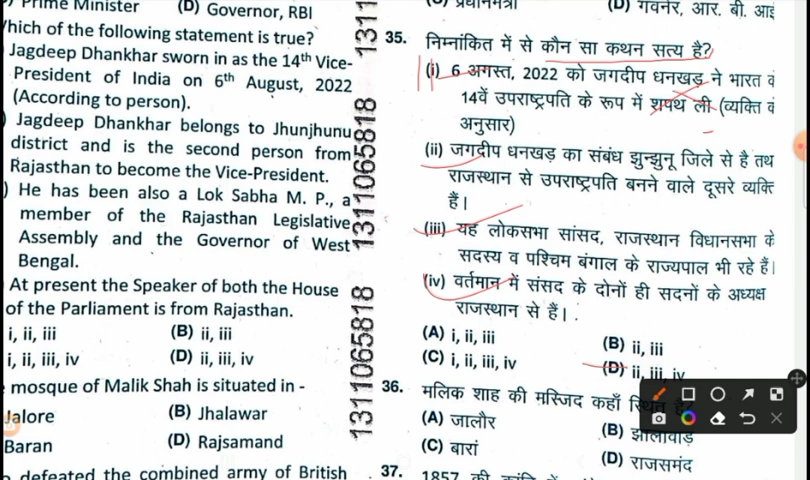 Prime Minister (D) Governor, RBI
hich of the following statement is true?
Jagdeep Dhankhar sworn in as the 14th Vice-
President of India on 6th August, 2022
(According to person).
Jagdeep Dhankhar belongs to Jhunjhunu
district and is the second person from
Rajasthan to become the Vice-President.
) He has been also a Lok Sabha M. P., a
member of the Rajasthan Legislative
Assembly and the Governor of West
Bengal.
At present the Speaker of both the House
of the Parliament is from Rajasthan.
i, ii, iii (B) ii, iii
i, ii, iii, iv (D) ii, iii, iv
mosque of Malik Shah is situated in -
Jalore (B) Jhalawar
Baran (D) Rajsamand
defeated the combined army of British
1311065818 1311065818 1311
(C) प्रधानमंत्री (D) गवर्नर, आर. बी. आई
35. निम्नांकित में से कौन सा कथन सत्य है?
(i) 6 अगस्त, 2022 को जगदीप धनखड़ ने भारत के
14वें उपराष्ट्रपति के रूप में शपथ ली (व्यक्ति के
अनुसार)
(ii) जगदीप धनखड़ का संबंध झुन्झुनू जिले से है तथ
राजस्थान से उपराष्ट्रपति बनने वाले दूसरे व्यक्ति
हैं।
(iii) यह लोकसभा सांसद, राजस्थान विधानसभा के
सदस्य व पश्चिम बंगाल के राज्यपाल भी रहे हैं।
(iv) वर्तमान में संसद के दोनों ही सदनों के अध्यक्ष
राजस्थान से हैं।
(A) i, ii, iii (B) ii, iii
(C) i, ii, iii, iv (D) ii, iii, iv
36. मलिक शाह की मस्जिद कहाँ स्थित है
(A) जालौर (B) झालावाड़
(C) बारां (D) राजसमंद
37. 1857 की क्रांति में